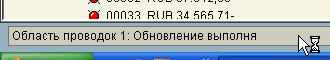 00033 RUB 34.565,71-
Область проводок 1: Обновление выполня